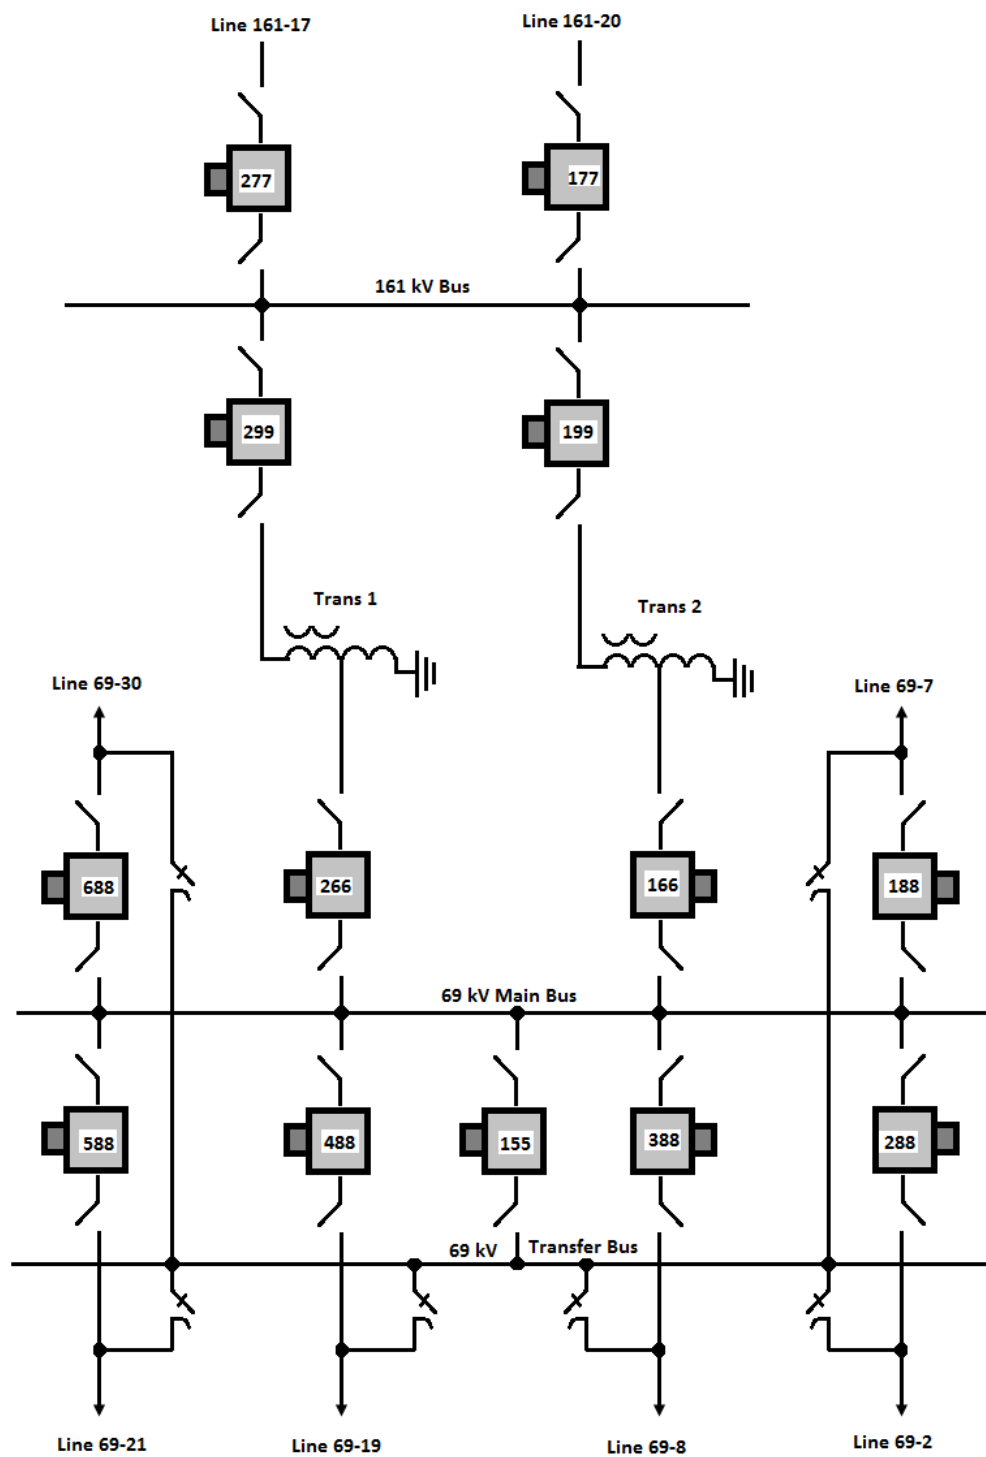 Line 161-17
Line 161-20
277
177
161 kV Bus
299
199
Trans 1
Trans 2
Line 69-30
Line 69-7
688
266
166
188
69 kV Main Bus
588
488
155
388
288
69 kV Transfer Bus
Line 69-21
Line 69-19
Line 69-8
Line 69-2